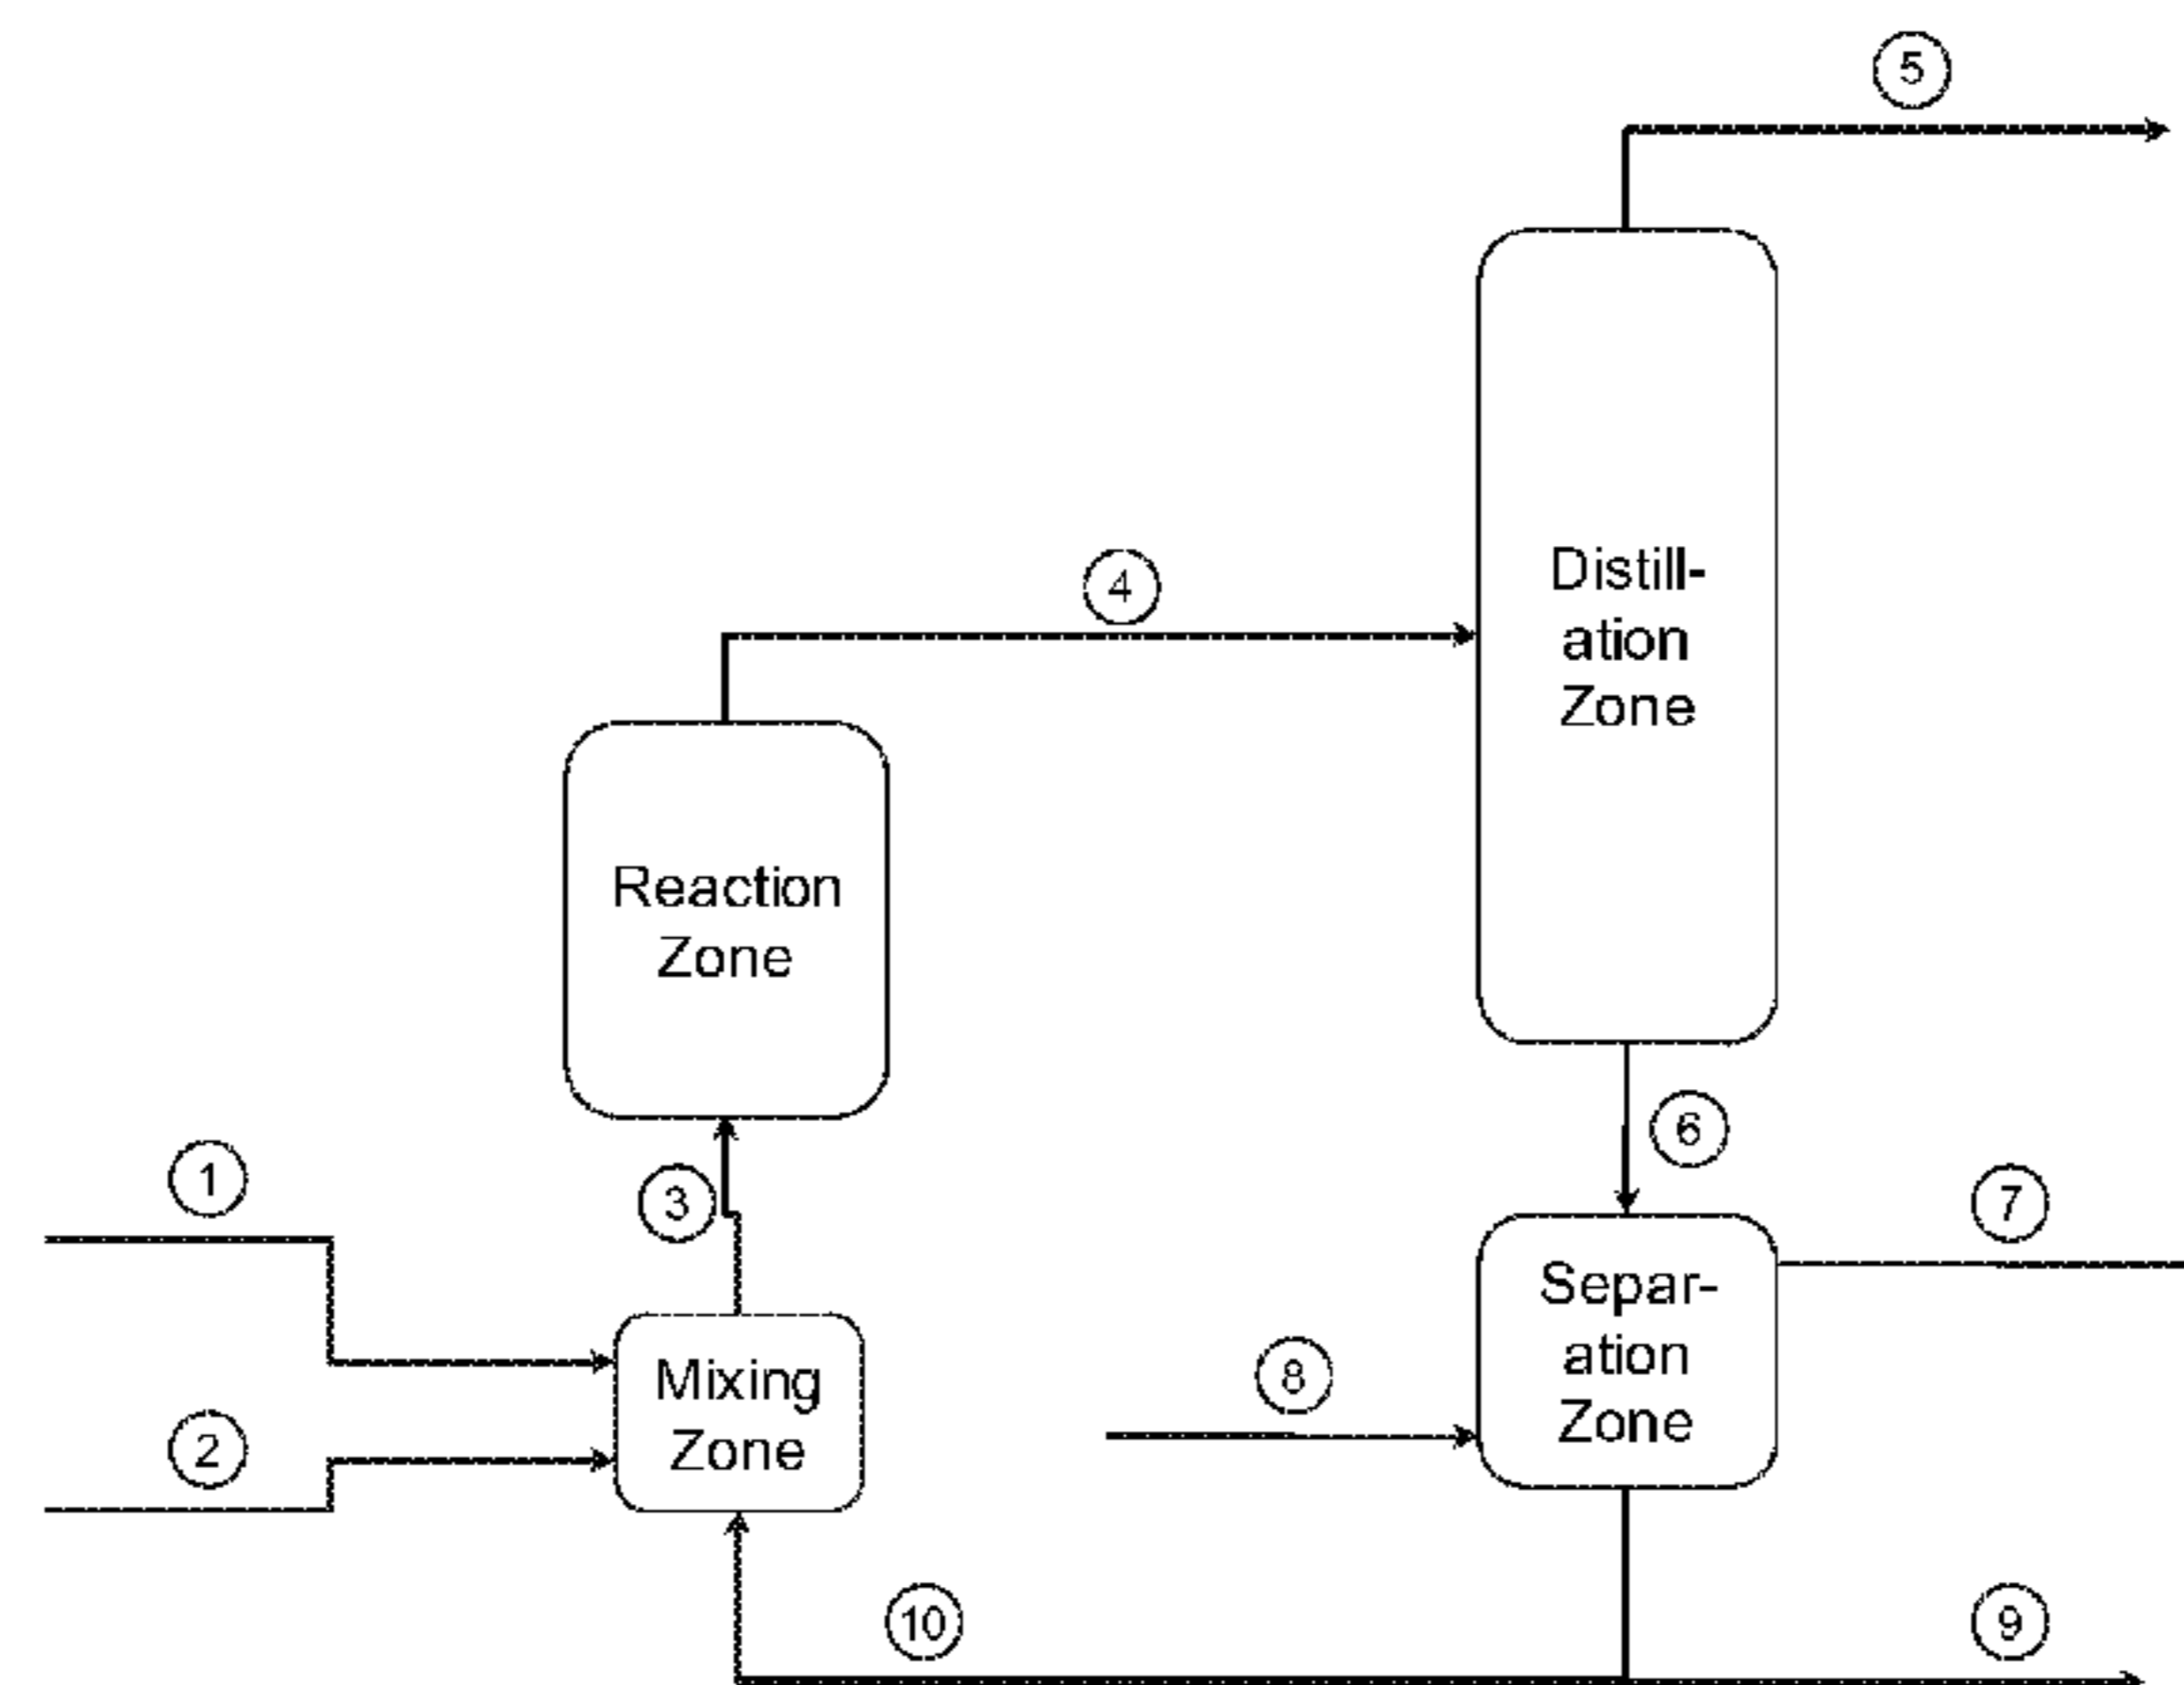 5
4
Distill-
ation
Zone
Reaction
Zone
6
1
3
7
Separ-
ation
Zone
8
Mixing
Zone
2
10
9